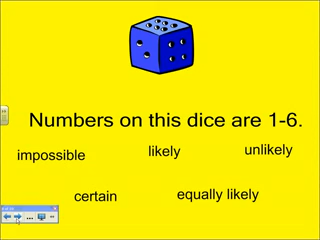 Numbers on this dice are 1-6.
impossible likely unlikely
certain equally likely